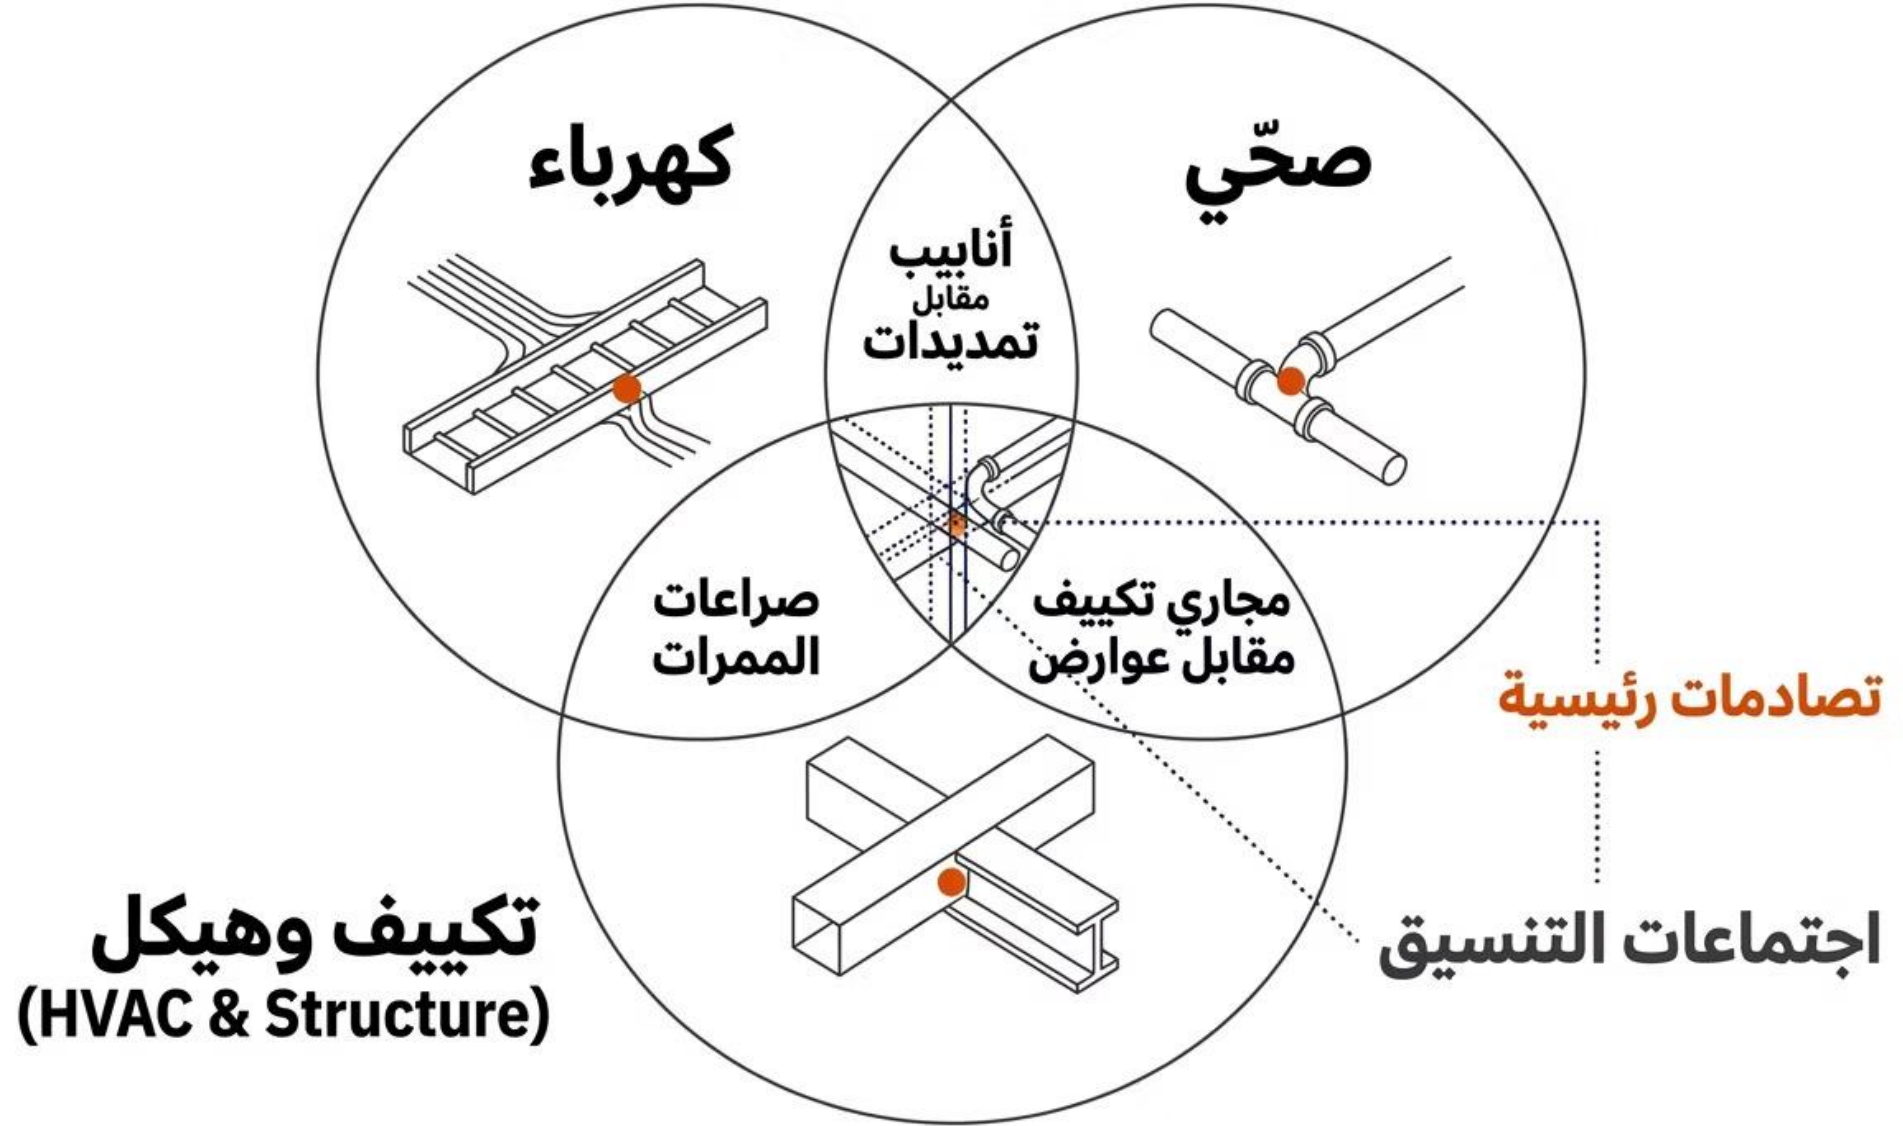 صحّي
كهرباء
أنابيب
مقابل
تمديدات
مجاري تكييف
مقابل عوارض
صراعات
الممرات
تصادمات رئيسية
اجتماعات التنسيق
تكييف وهيكل
(HVAC & Structure)